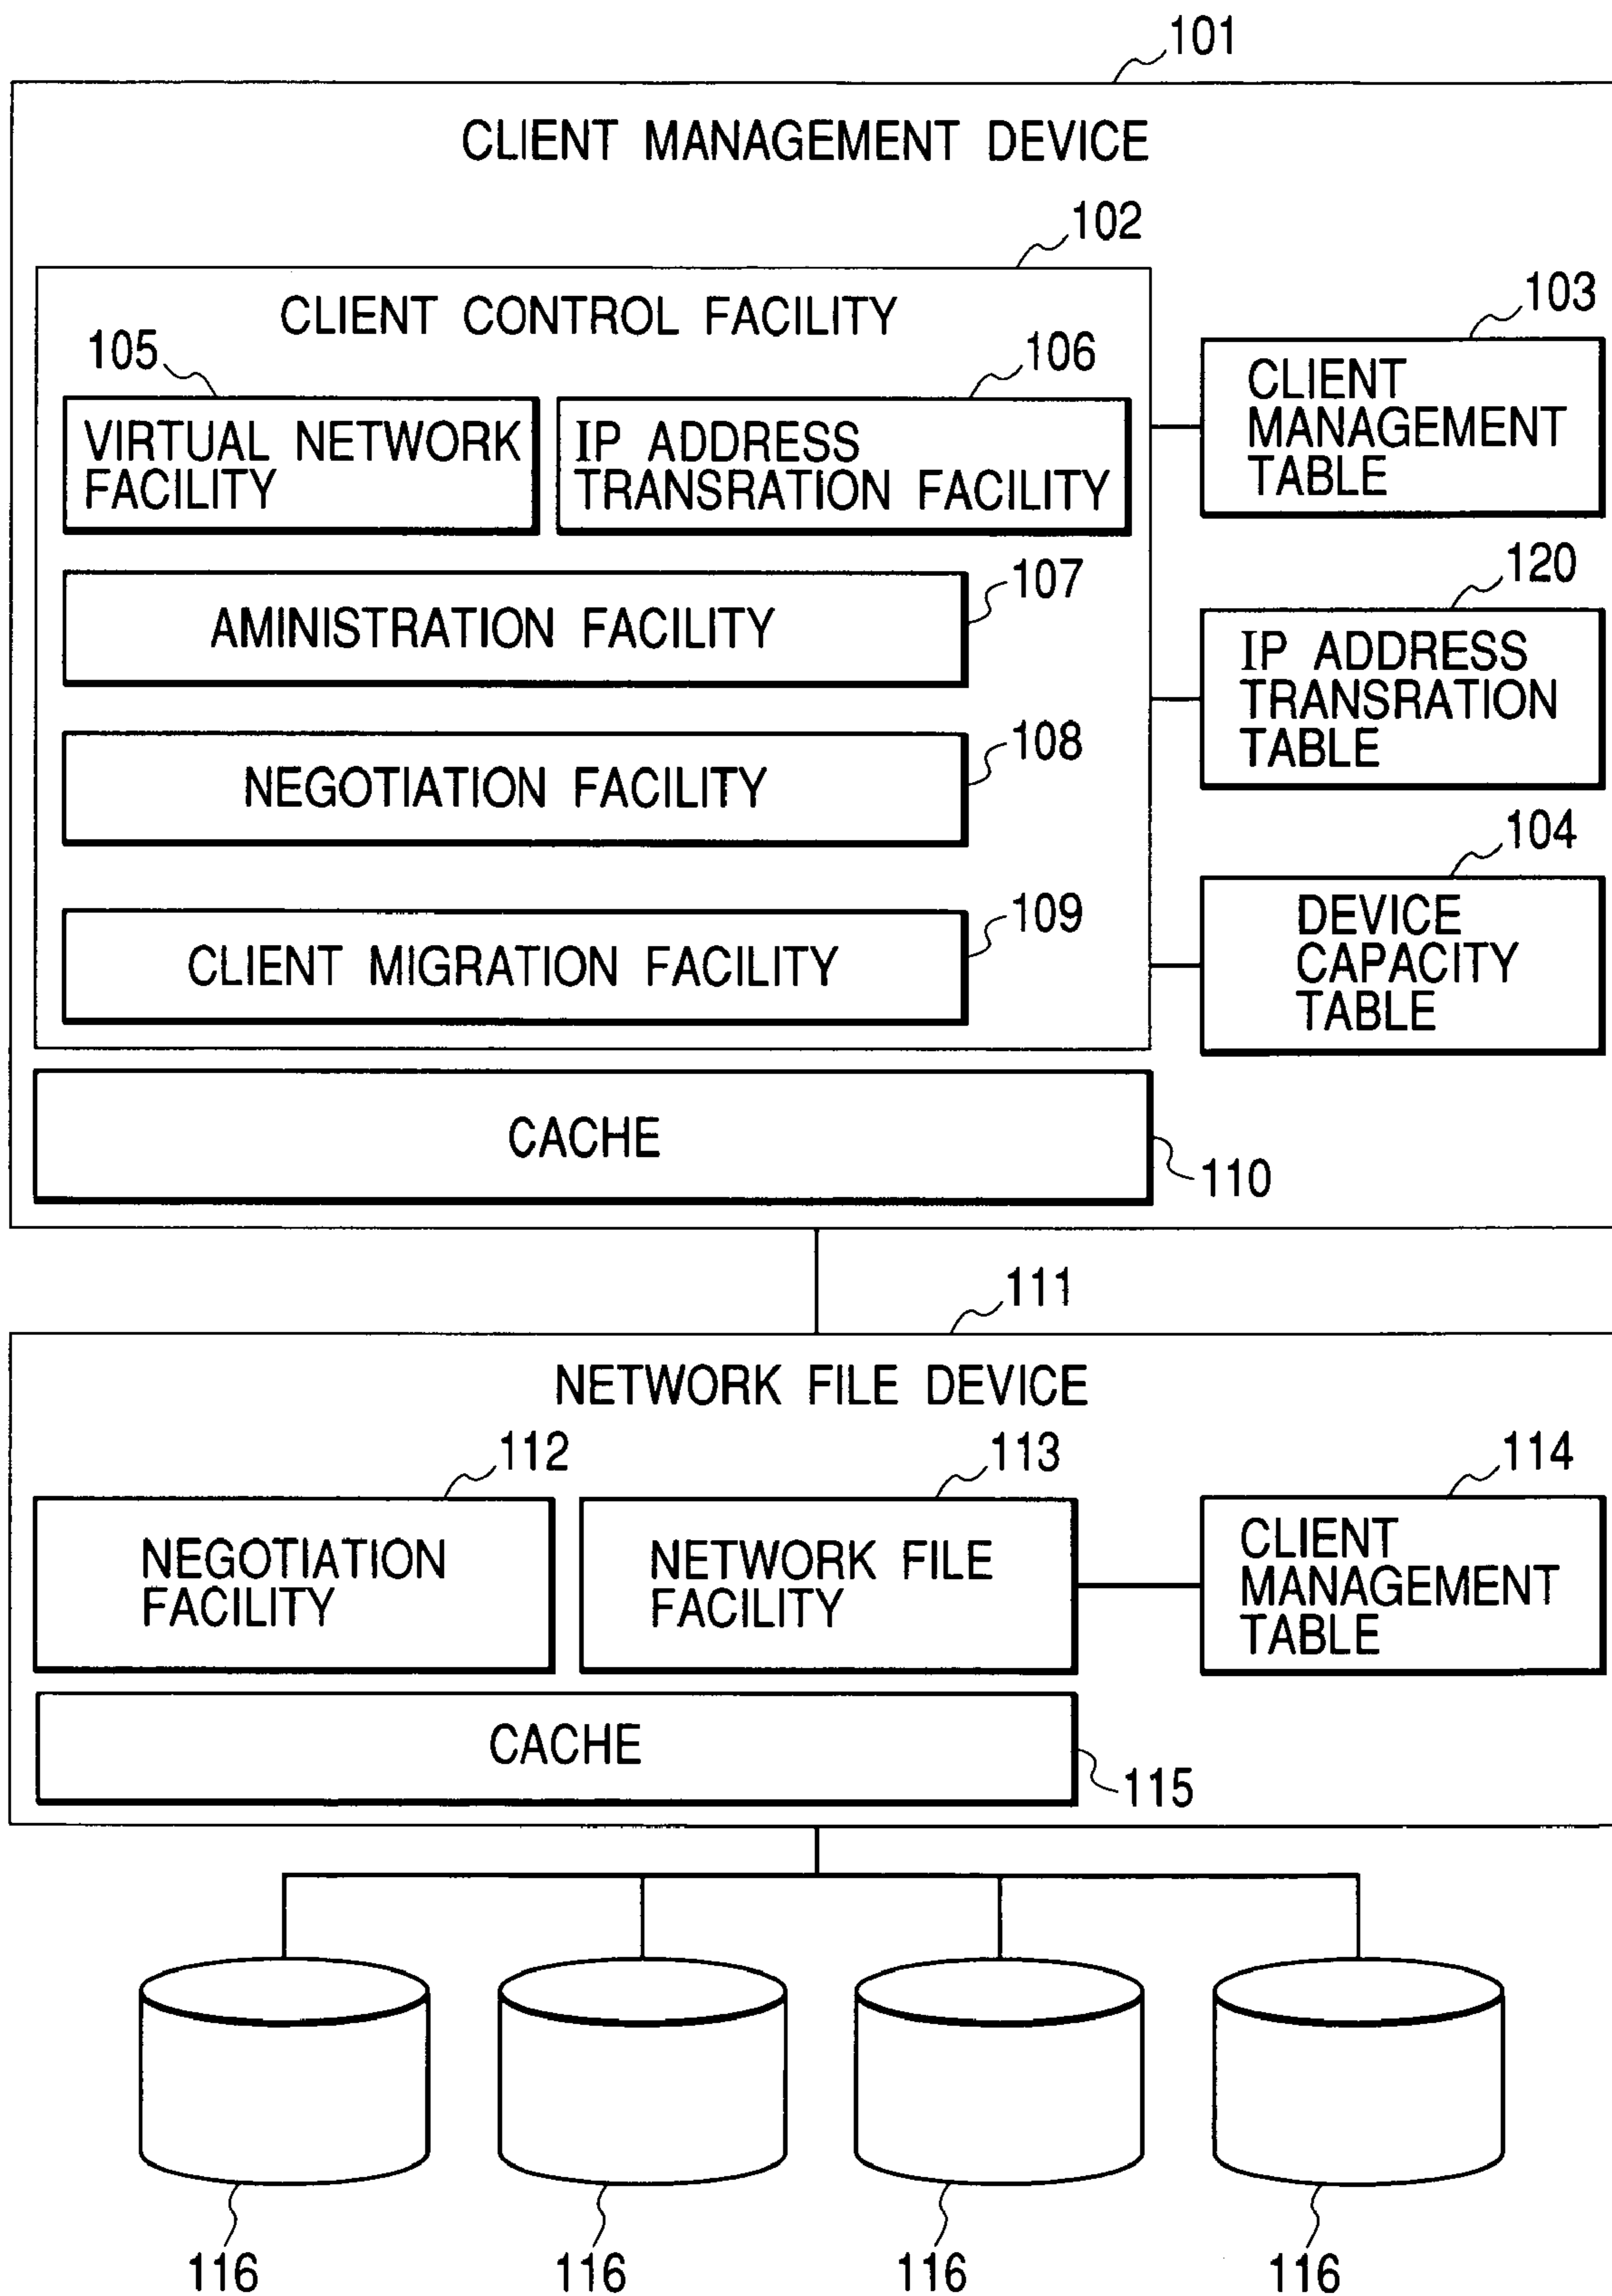 101
CLIENT MANAGEMENT DEVICE
102
CLIENT CONTROL FACILITY
103
105
106
CLIENT
MANAGEMENT
TABLE
VIRTUAL NETWORK
FACILITY
IP ADDRESS
TRANSRATION FACILITY
107
AMINISTRATION FACILITY
120
IP ADDRESS
TRANSRATION
TABLE
108
NEGOTIATION FACILITY
104
DEVICE
CAPACITY
TABLE
109
CLIENT MIGRATION FACILITY
CACHE
110
111
NETWORK FILE DEVICE
112
113
114
NEGOTIATION
FACILITY
NETWORK FILE
FACILITY
CLIENT
MANAGEMENT
TABLE
CACHE
115
116
116
116
116